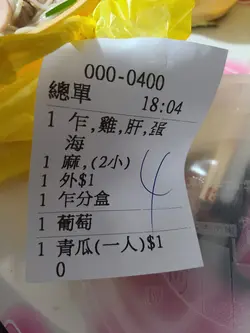 000-0400
總單
18:04
1 乍,雞,肝,蛋
海
1 麻,(2小)
1 外$1
1 乍分盒
1 葡萄
1 青瓜(一人)$1
0
4